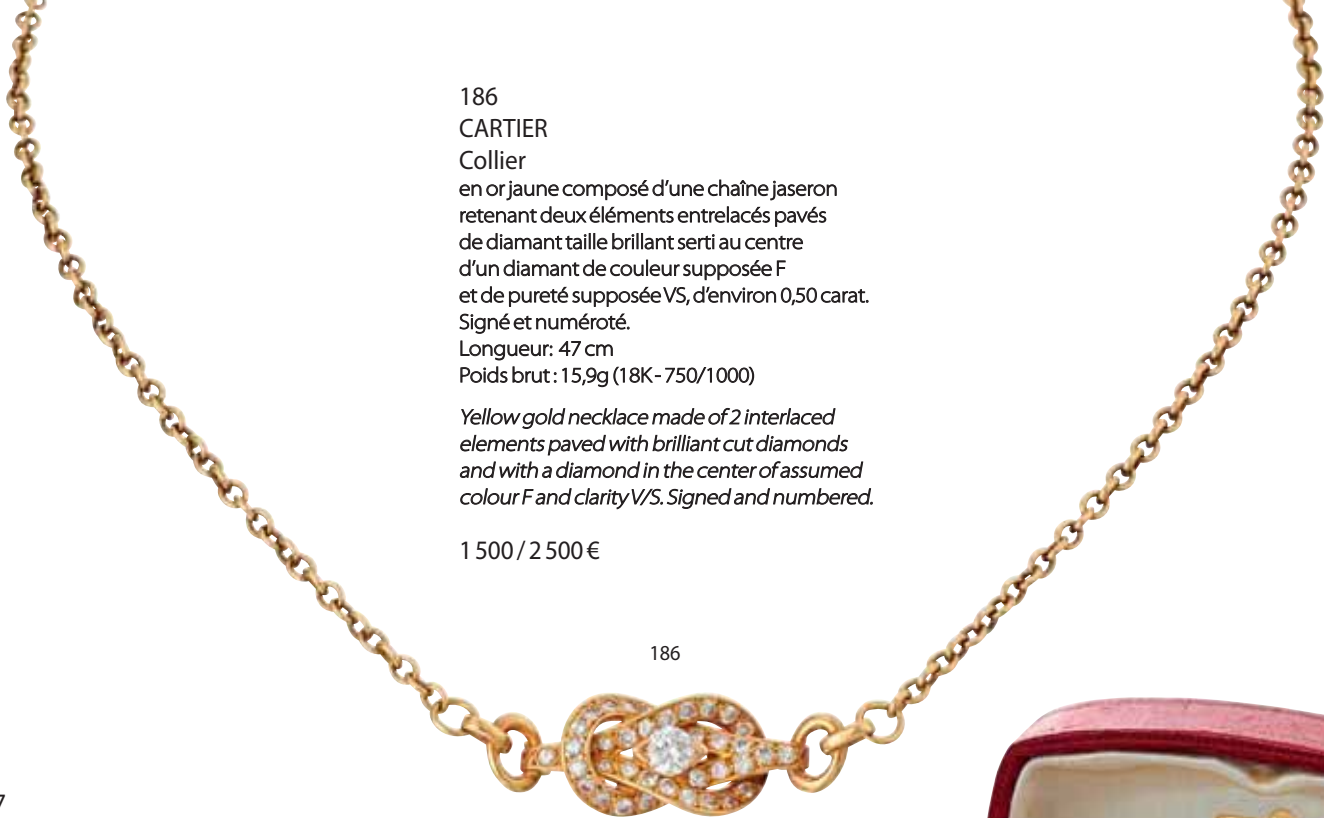 186
CARTIER
Collier
en or jaune composé d'une chaîne jaseron
retenant deux éléments entrelacés pavés
de diamant taille brillant serti au centre
d'un diamant de couleur supposée F
et de pureté supposée VS, d'environ 0,50 carat.
Signé et numéroté.
Longueur: 47 cm
Poids brut : 15,9g (18K - 750/1000)
Yellow gold necklace made of 2 interlaced
elements paved with brilliant cut diamonds
and with a diamond in the center of assumed
colour F and clarity V/S. Signed and numbered.
1 500 / 2 500 €
186
7